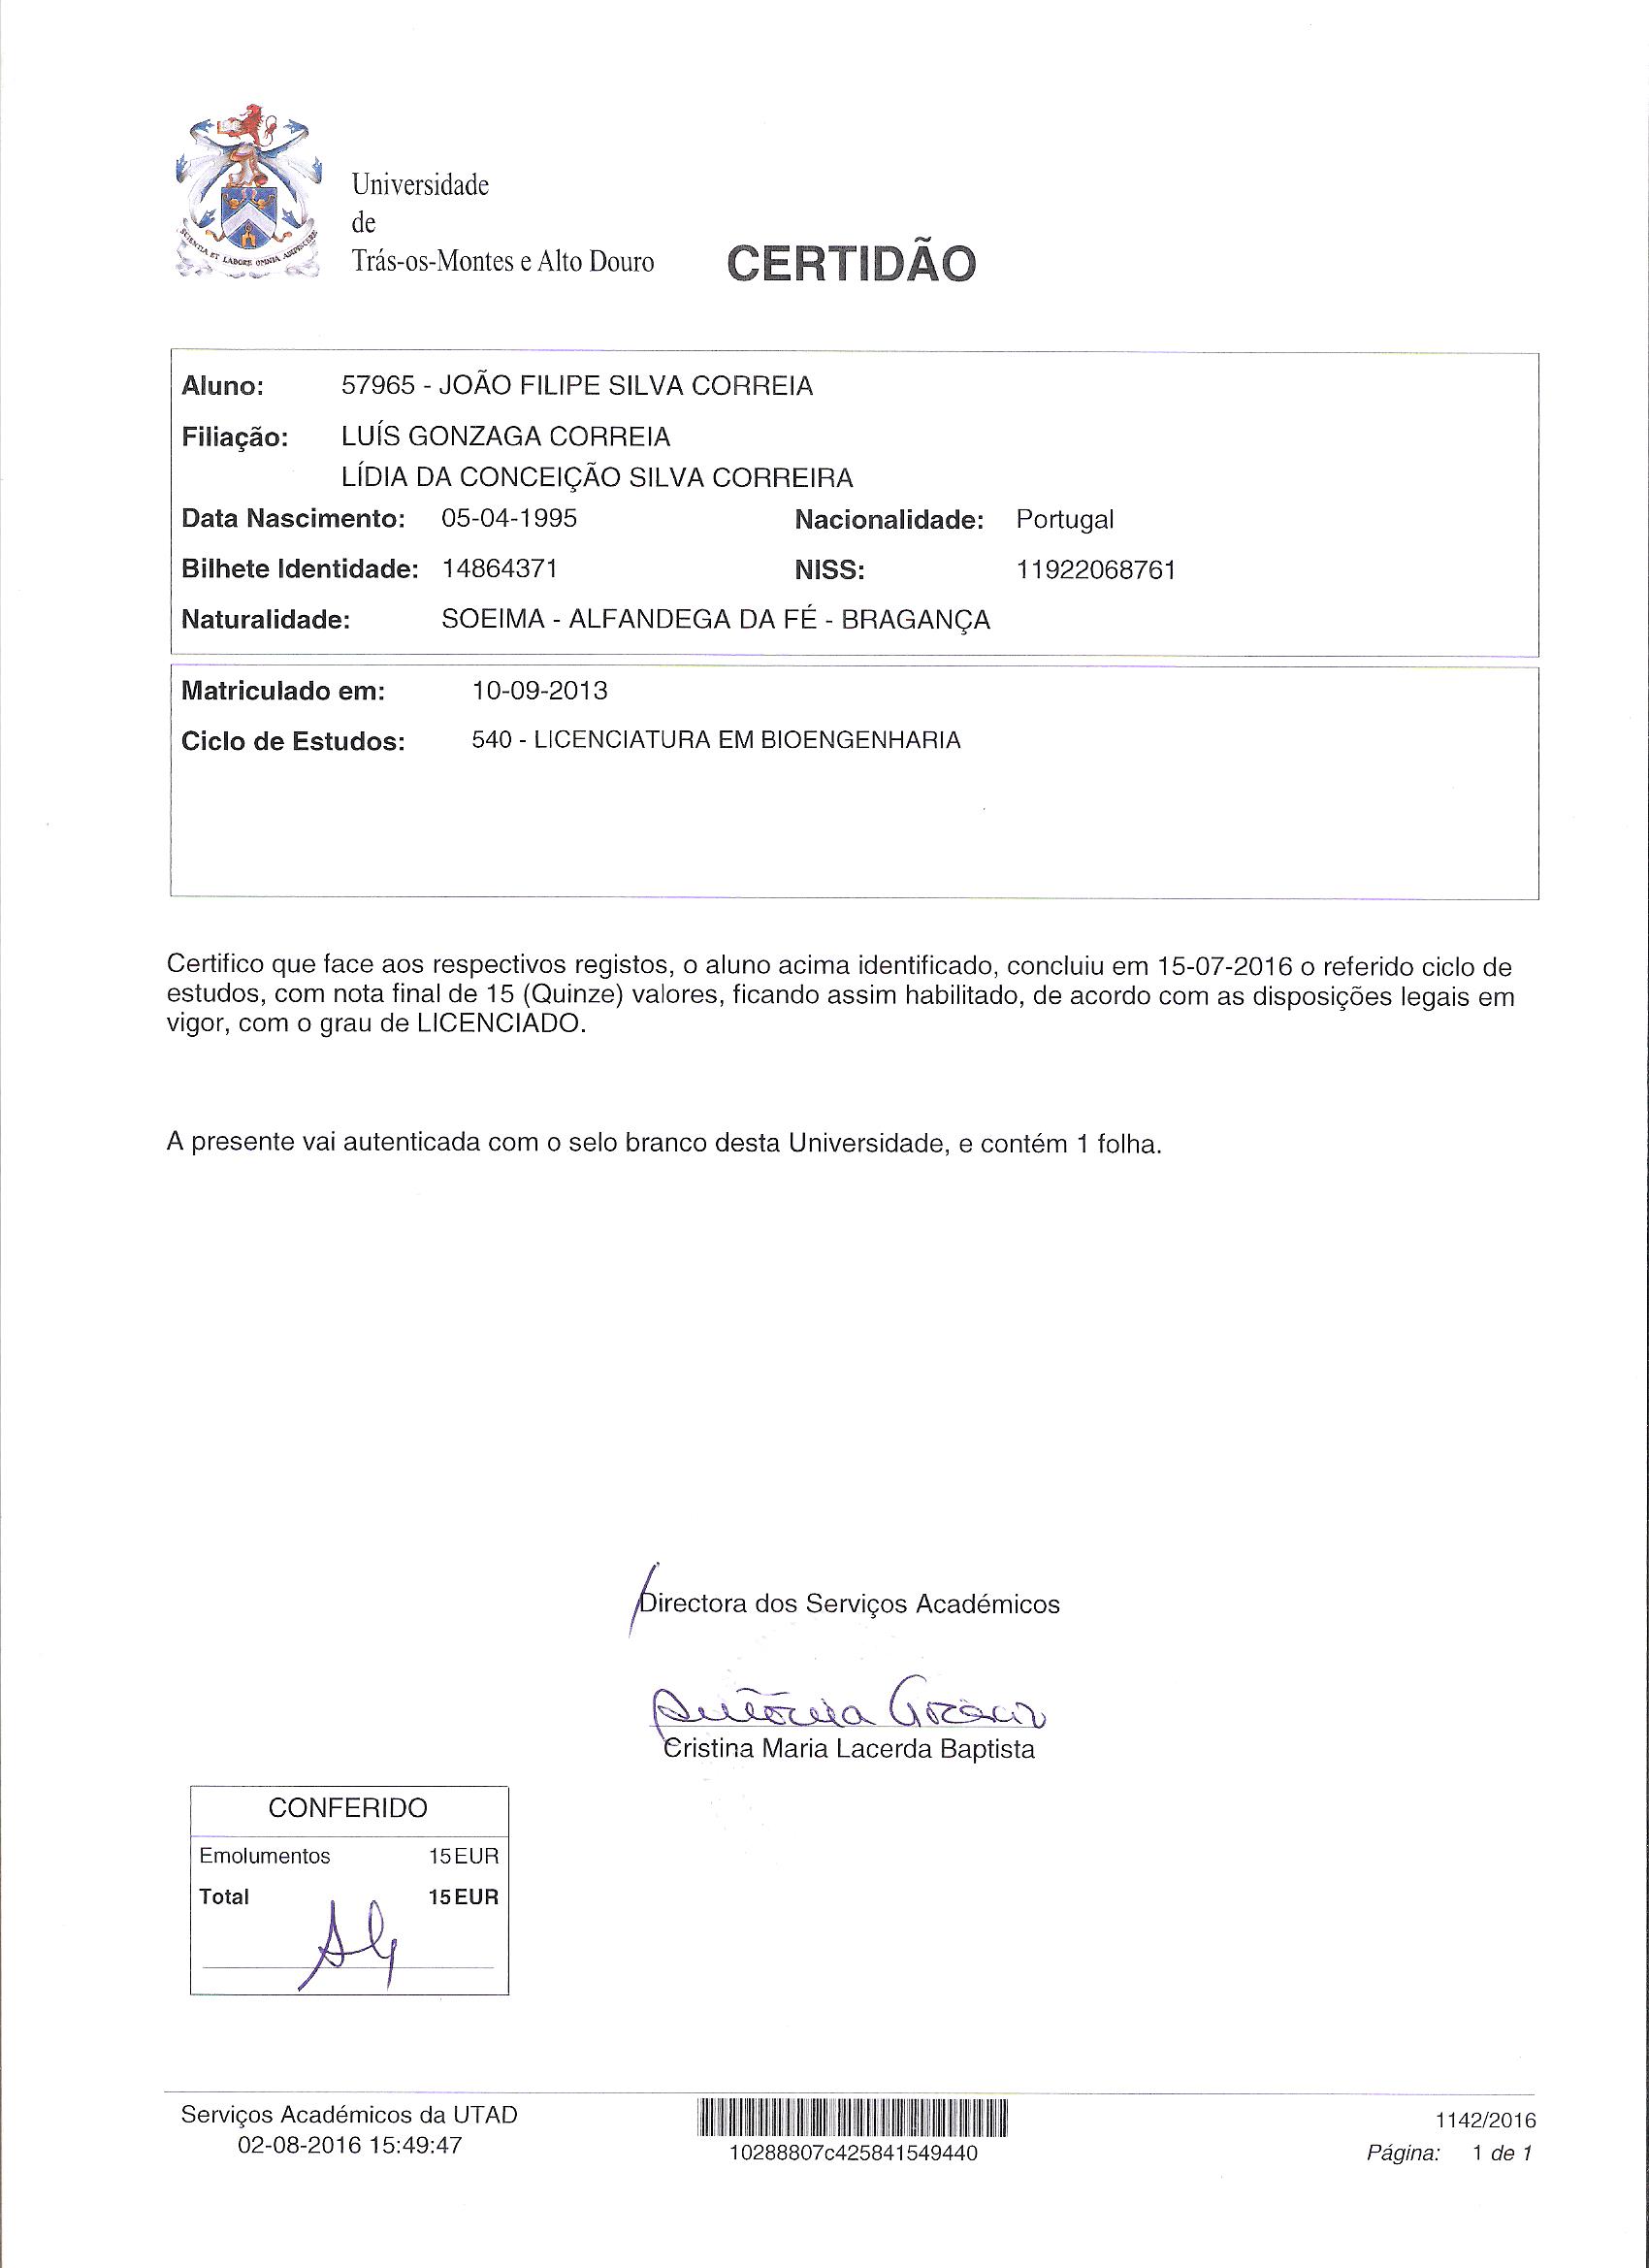 SCIENTIA ET LABORE OMNIA
Universidade
de
Trás-os-Montes e Alto Douro
CERTIDÃO
Aluno: 57965 - JOÃO FILIPE SILVA CORREIA
Filiação: LUÍS GONZAGA CORREIA
LÍDIA DA CONCEIÇÃO SILVA CORREIRA
Data Nascimento: 05-04-1995 Nacionalidade: Portugal
Bilhete Identidade: 14864371 NISS: 11922068761
Naturalidade: SOEIMA - ALFANDEGA DA FÉ - BRAGANÇA
Matriculado em: 10-09-2013
Ciclo de Estudos: 540 - LICENCIATURA EM BIOENGENHARIA
Certifico que face aos respectivos registos, o aluno acima identificado, concluiu em 15-07-2016 o referido ciclo de
estudos, com nota final de 15 (Quinze) valores, ficando assim habilitado, de acordo com as disposições legais em
vigor, com o grau de LICENCIADO.
A presente vai autenticada com o selo branco desta Universidade, e contém 1 folha.
Directora dos Serviços Académicos
Cristina Maria Lacerda Baptista
CONFERIDO
Emolumentos 15 EUR
Total 15 EUR
Serviços Académicos da UTAD
02-08-2016 15:49:47
10288807c425841549440
1142/2016
Página: 1 de 1